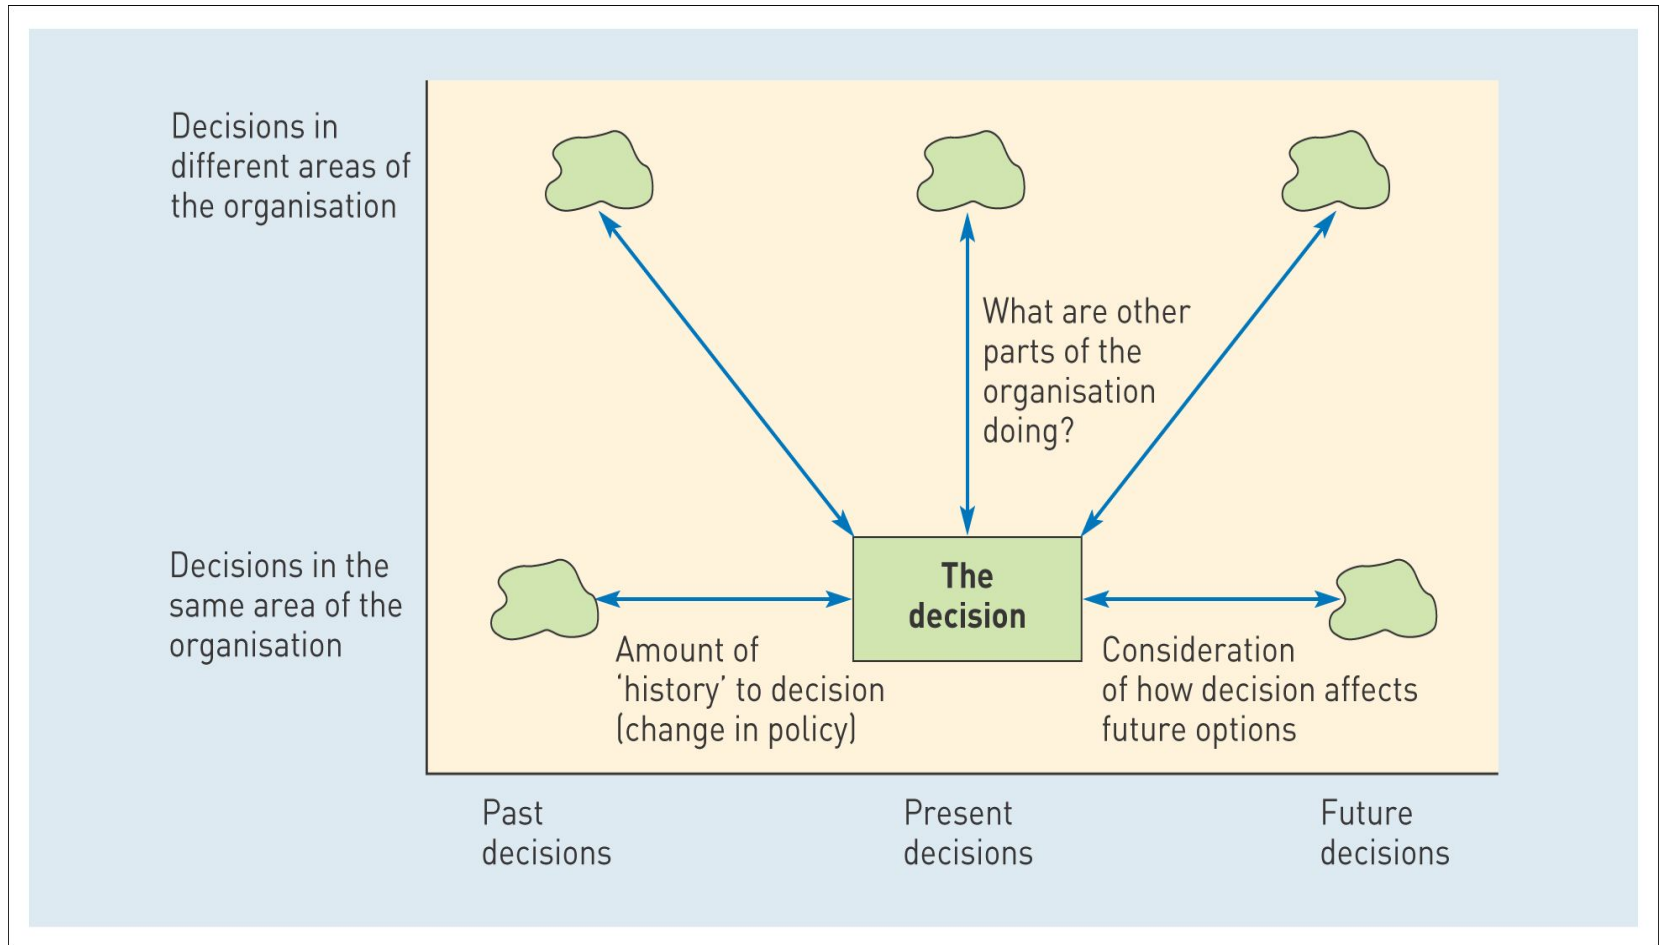 Decisions in
different areas of
the organisation
What are other
parts of the
organisation
doing?
Decisions in the
same area of the
organisation
The
decision
Amount of
‘history’ to decision
(change in policy)
Consideration
of how decision affects
future options
Past
decisions
Present
decisions
Future
decisions